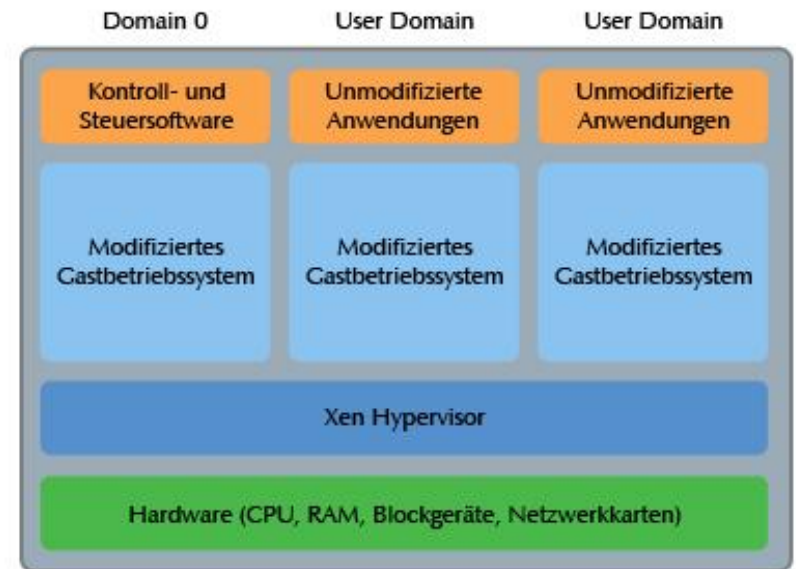 Domain 0
User Domain
User Domain
Kontroll- und
Steuersoftware
Unmodifizierte
Anwendungen
Unmodifizierte
Anwendungen
Modifiziertes
Gastbetriebssystem
Modifiziertes
Gastbetriebssystem
Modifiziertes
Gastbetriebssystem
Xen Hypervisor
Hardware (CPU, RAM, Blockgeräte, Netzwerkkarten)